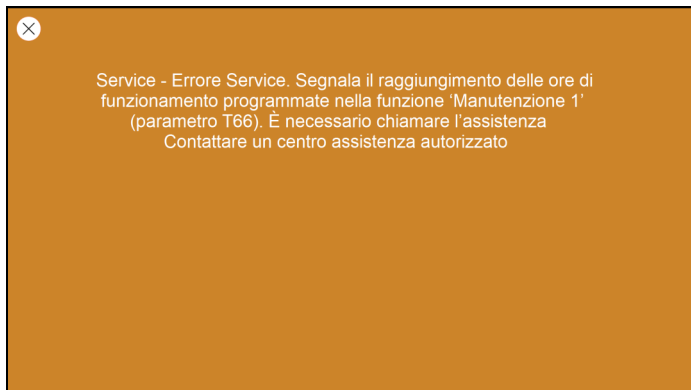 Service - Errore Service. Segnala il raggiungimento delle ore di
funzionamento programmate nella funzione ‘Manutenzione 1’
(parametro T66). È necessario chiamare l’assistenza
Contattare un centro assistenza autorizzato